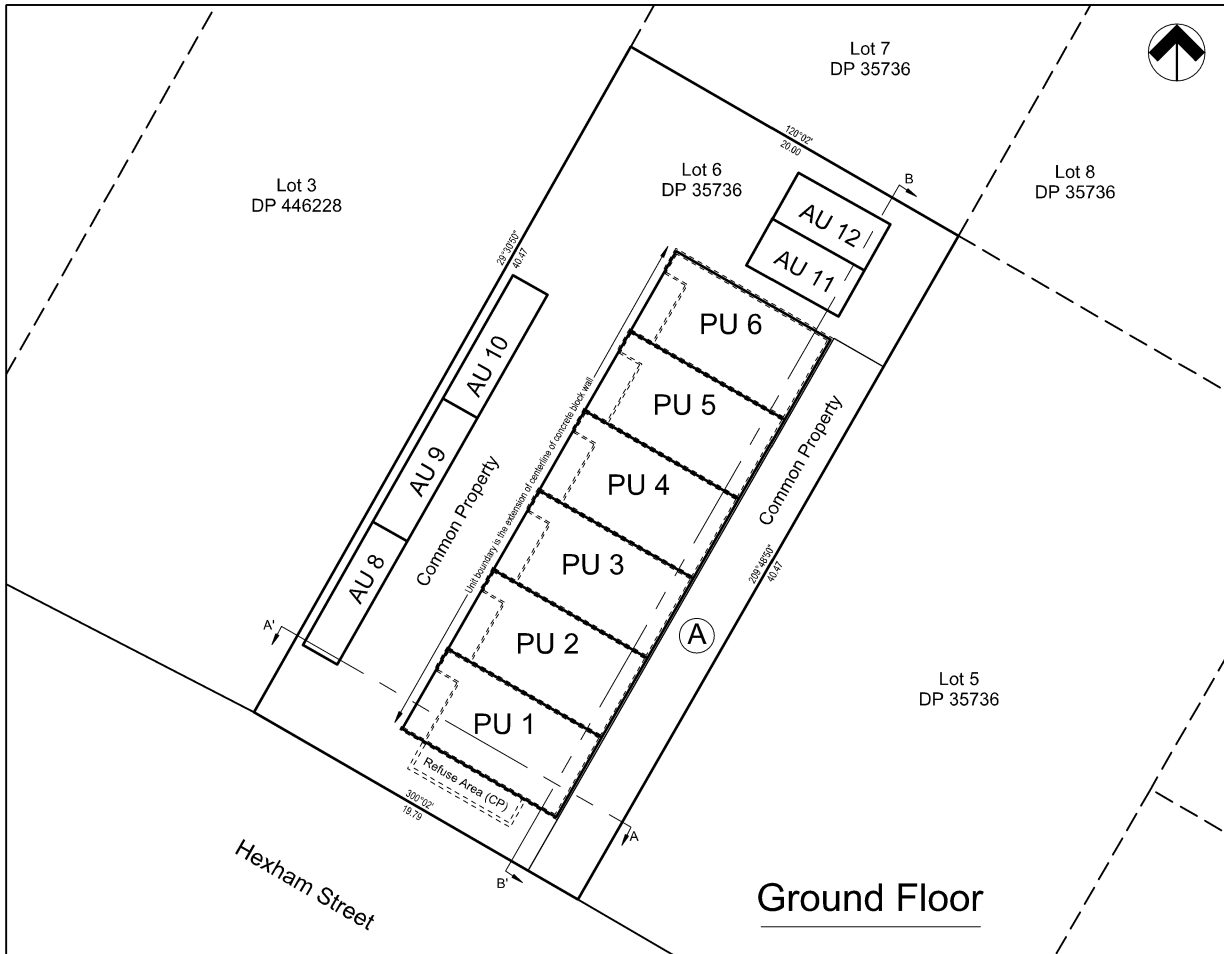 Lot 7
DP 35736
120°02'
20.00
Lot 6
DP 35736
B
Lot 8
DP 35736
Lot 3
DP 446228
AU 12
AU 11
29°30'50"
40.47
PU 6
AU 10
PU 5
Unit boundary is the extension of centerline of concrete block wall
Common Property
AU 9
PU 4
Common Property
PU 3
209°48'50"
40.47
AU 8
A
PU 2
A'
Lot 5
DP 35736
PU 1
Refuse Area (CP)
300°02'
19.79
A
B'
Hexham Street
Ground Floor